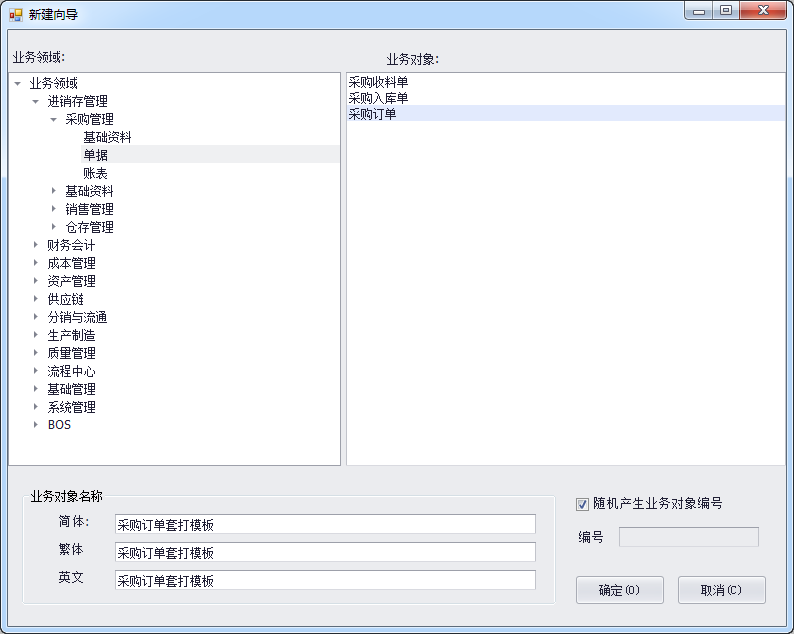 新建向导
业务领域:
业务对象:
业务领域
进销存管理
采购管理
基础资料
单据
账表
基础资料
销售管理
仓存管理
财务会计
成本管理
资产管理
供应链
分销与流通
生产制造
质量管理
流程中心
基础管理
系统管理
BOS
采购收料单
采购入库单
采购订单
业务对象名称
简体: 采购订单套打模板
繁体 采购订单套打模板
英文 采购订单套打模板
随机产生业务对象编号
编号
确定(O)
取消(C)